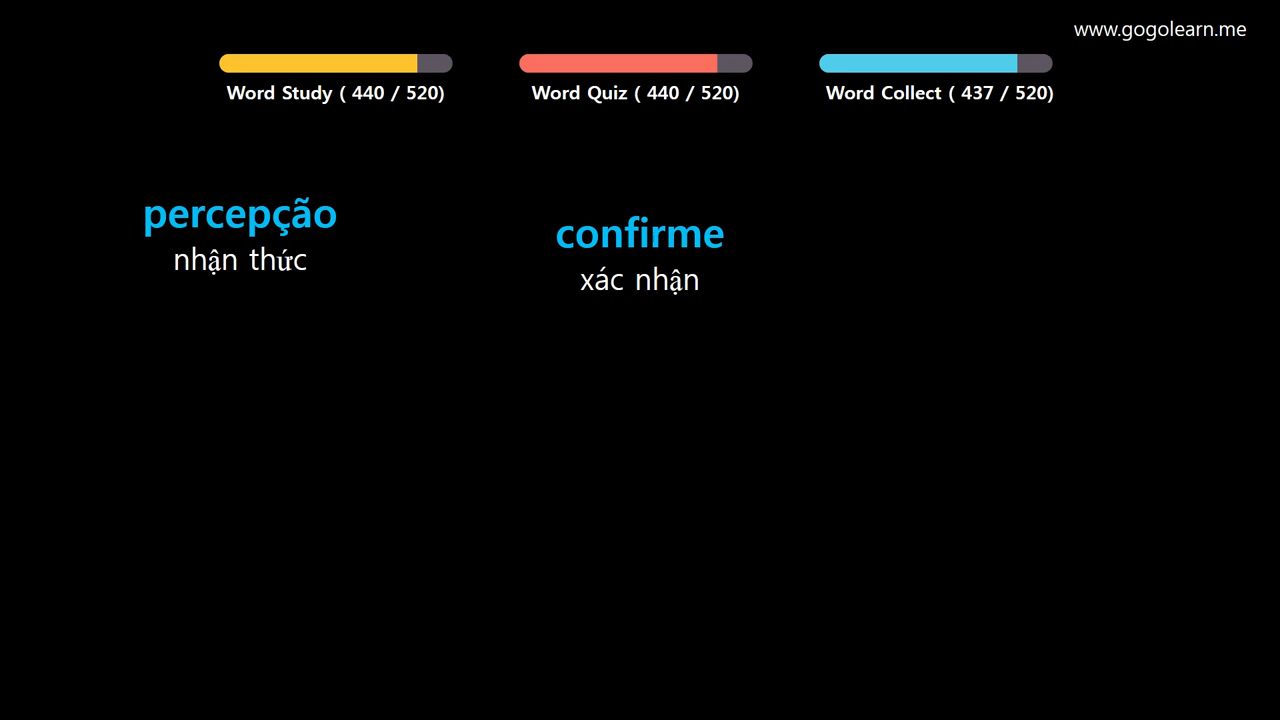 www.gogolearn.me
Word Study ( 440 / 520)
Word Quiz ( 440 / 520)
Word Collect ( 437 / 520)
percepção
nhận thức
confirme
xác nhận